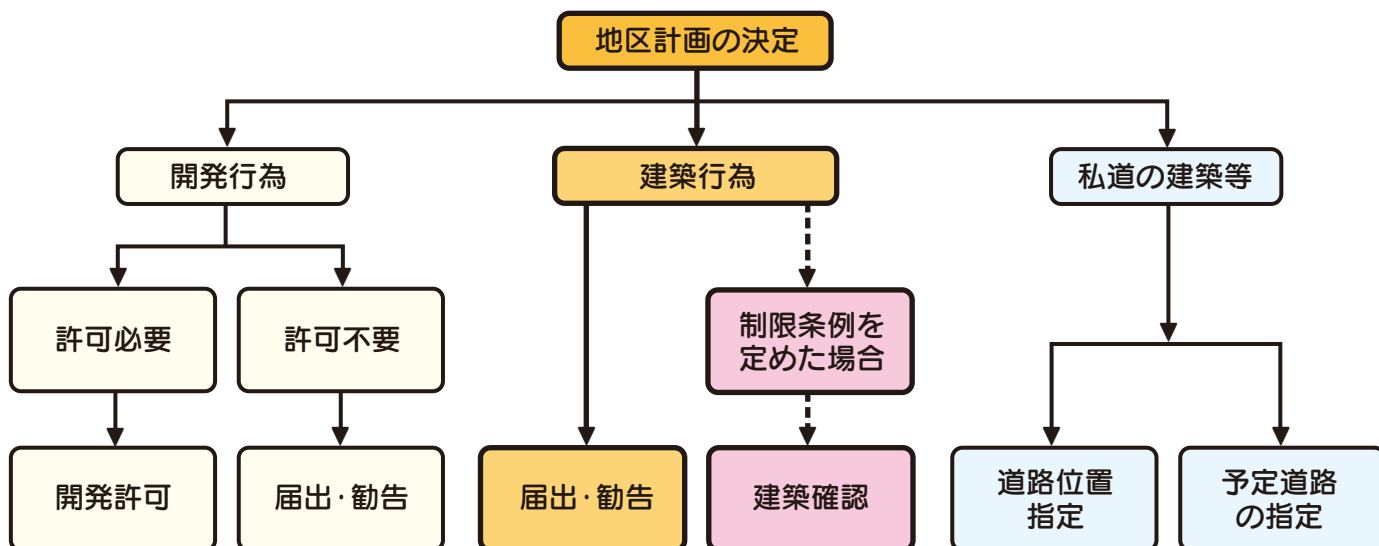 地区計画の決定
開発行為
建築行為
私道の建築等
許可必要
許可不要
制限条例を
定めた場合
開発許可
届出・勧告
届出・勧告
建築確認
道路位置
指定
予定道路
の指定